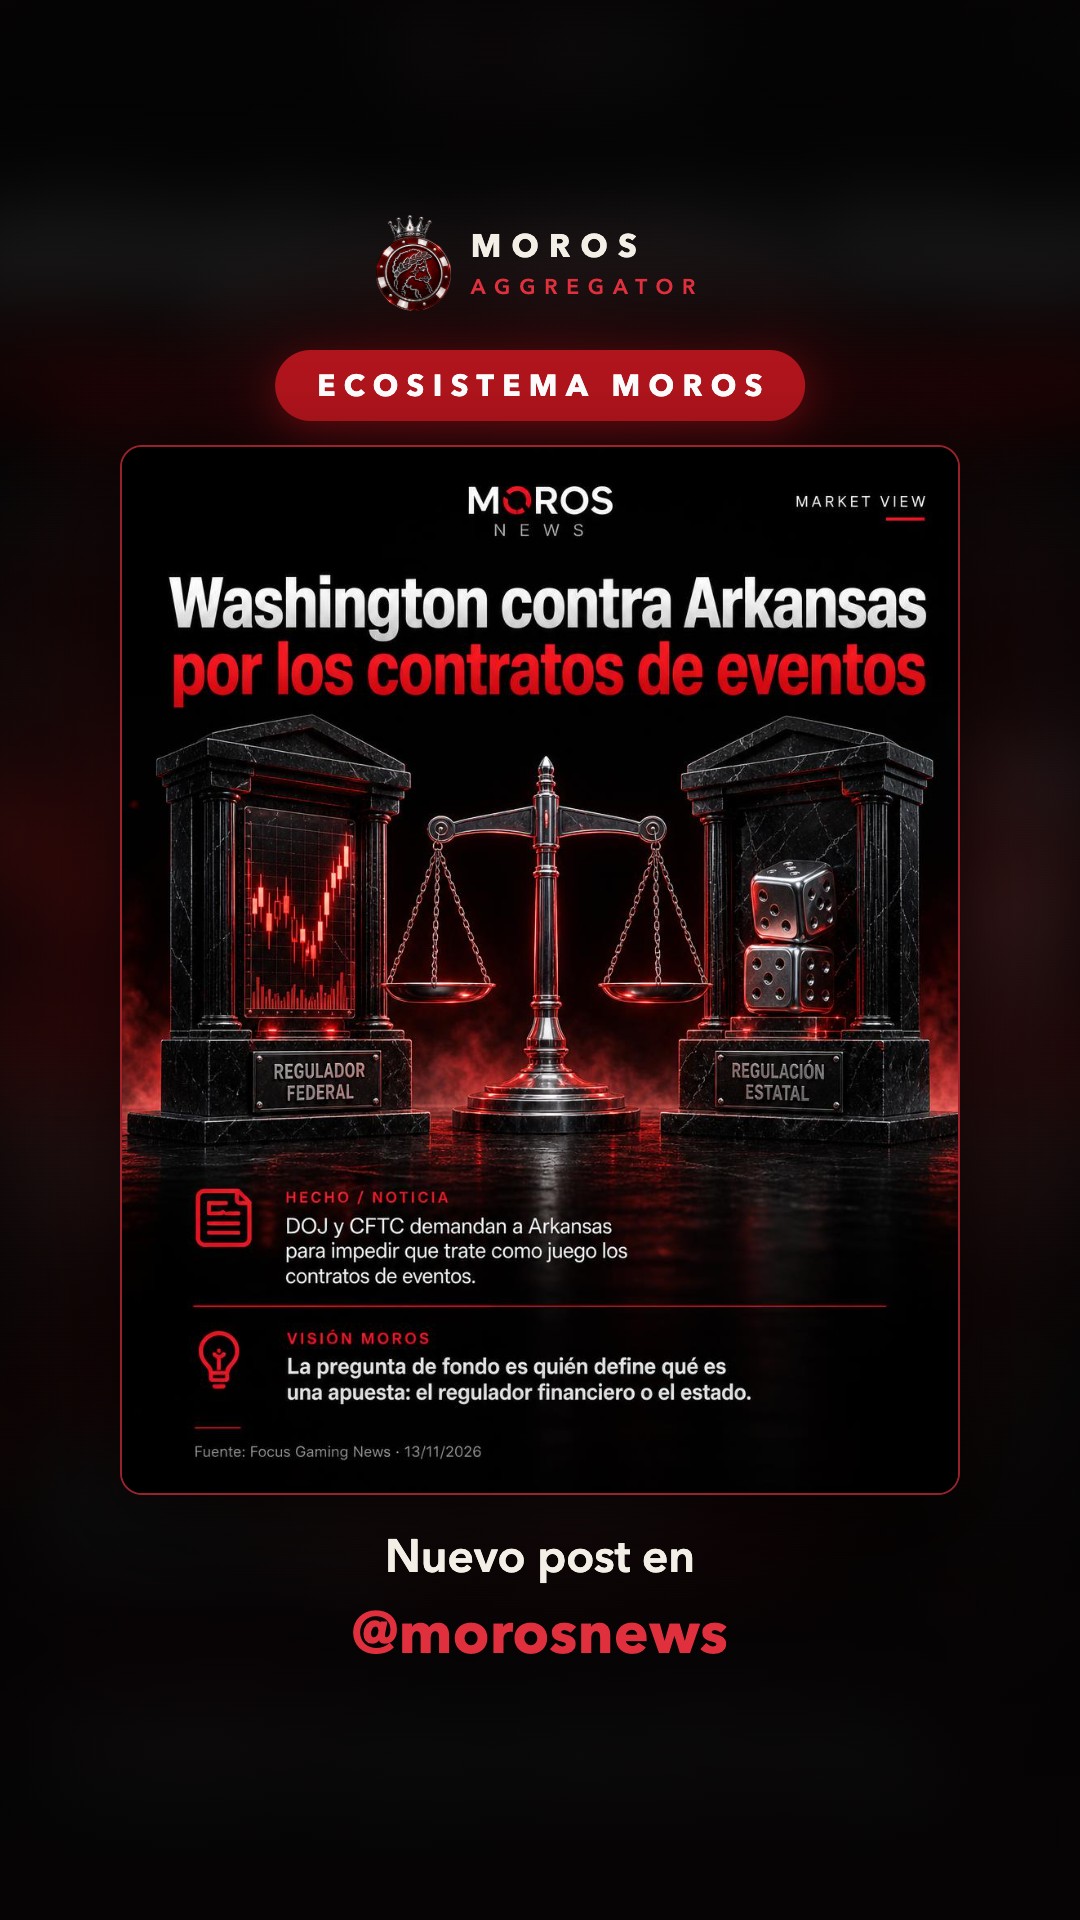 MOROS
AGGREGATOR
ECOSISTEMA MOROS
MOROS
NEWS
MARKET VIEW
Washington contra Arkansas
por los contratos de eventos
REGULADOR
FEDERAL
REGULACIÓN
ESTATAL
HECHO / NOTICIA
DOJ y CFTC demandan a Arkansas
para impedir que trate como juego los
contratos de eventos.
VISIÓN MOROS
La pregunta de fondo es quién define qué es
una apuesta: el regulador financiero o el estado.
Fuente: Focus Gaming News · 13/11/2026
Nuevo post en
@morosnews